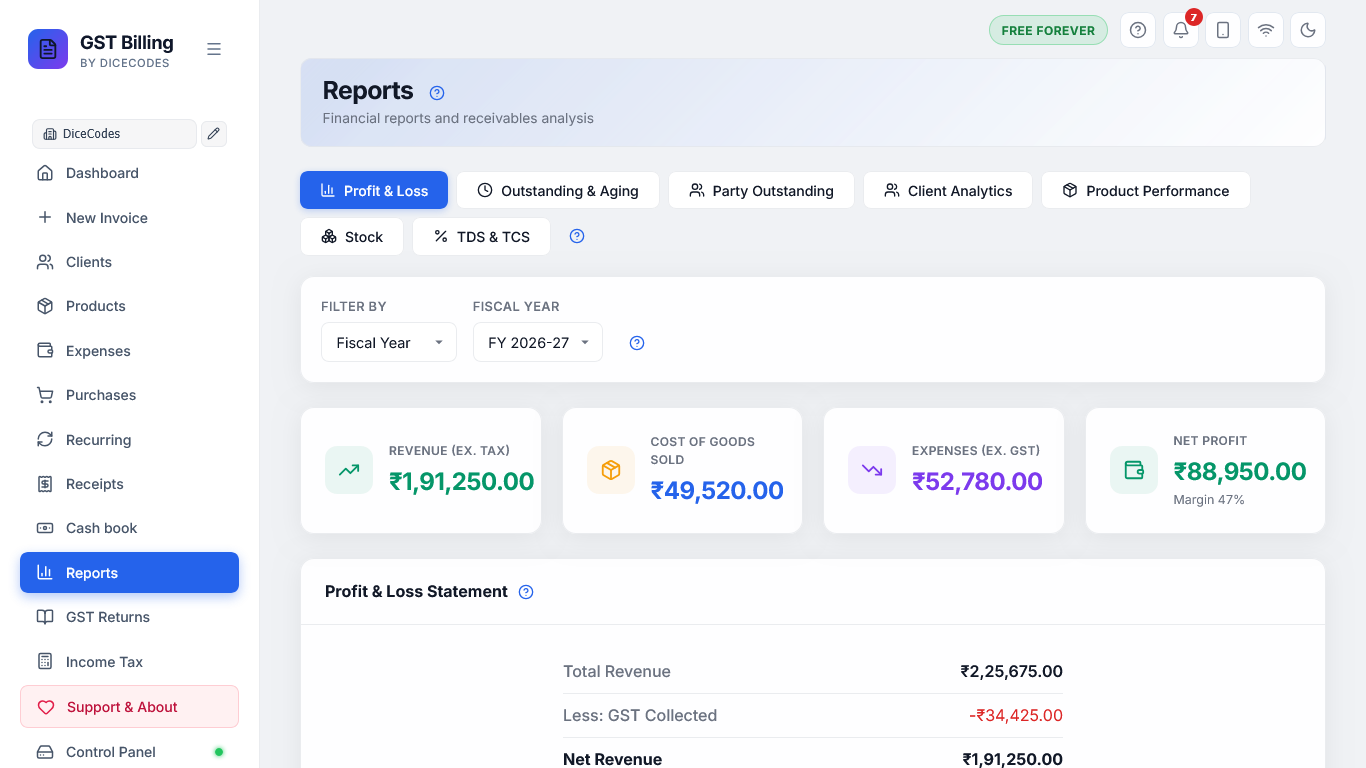 GST Billing
BY DICECODES
DiceCodes
Dashboard
New Invoice
Clients
Products
Expenses
Purchases
Recurring
Receipts
Cash book
Reports
GST Returns
Income Tax
Support & About
Control Panel
FREE FOREVER
7
Reports
Financial reports and receivables analysis
Profit & Loss
Outstanding & Aging
Party Outstanding
Client Analytics
Product Performance
Stock
TDS & TCS
FILTER BY
FISCAL YEAR
Fiscal Year
FY 2026-27
REVENUE (EX. TAX)
₹1,91,250.00
COST OF GOODS
SOLD
₹49,520.00
EXPENSES (EX. GST)
₹52,780.00
NET PROFIT
₹88,950.00
Margin 47%
Profit & Loss Statement
Total Revenue ₹2,25,675.00
Less: GST Collected -₹34,425.00
Net Revenue ₹1,91,250.00